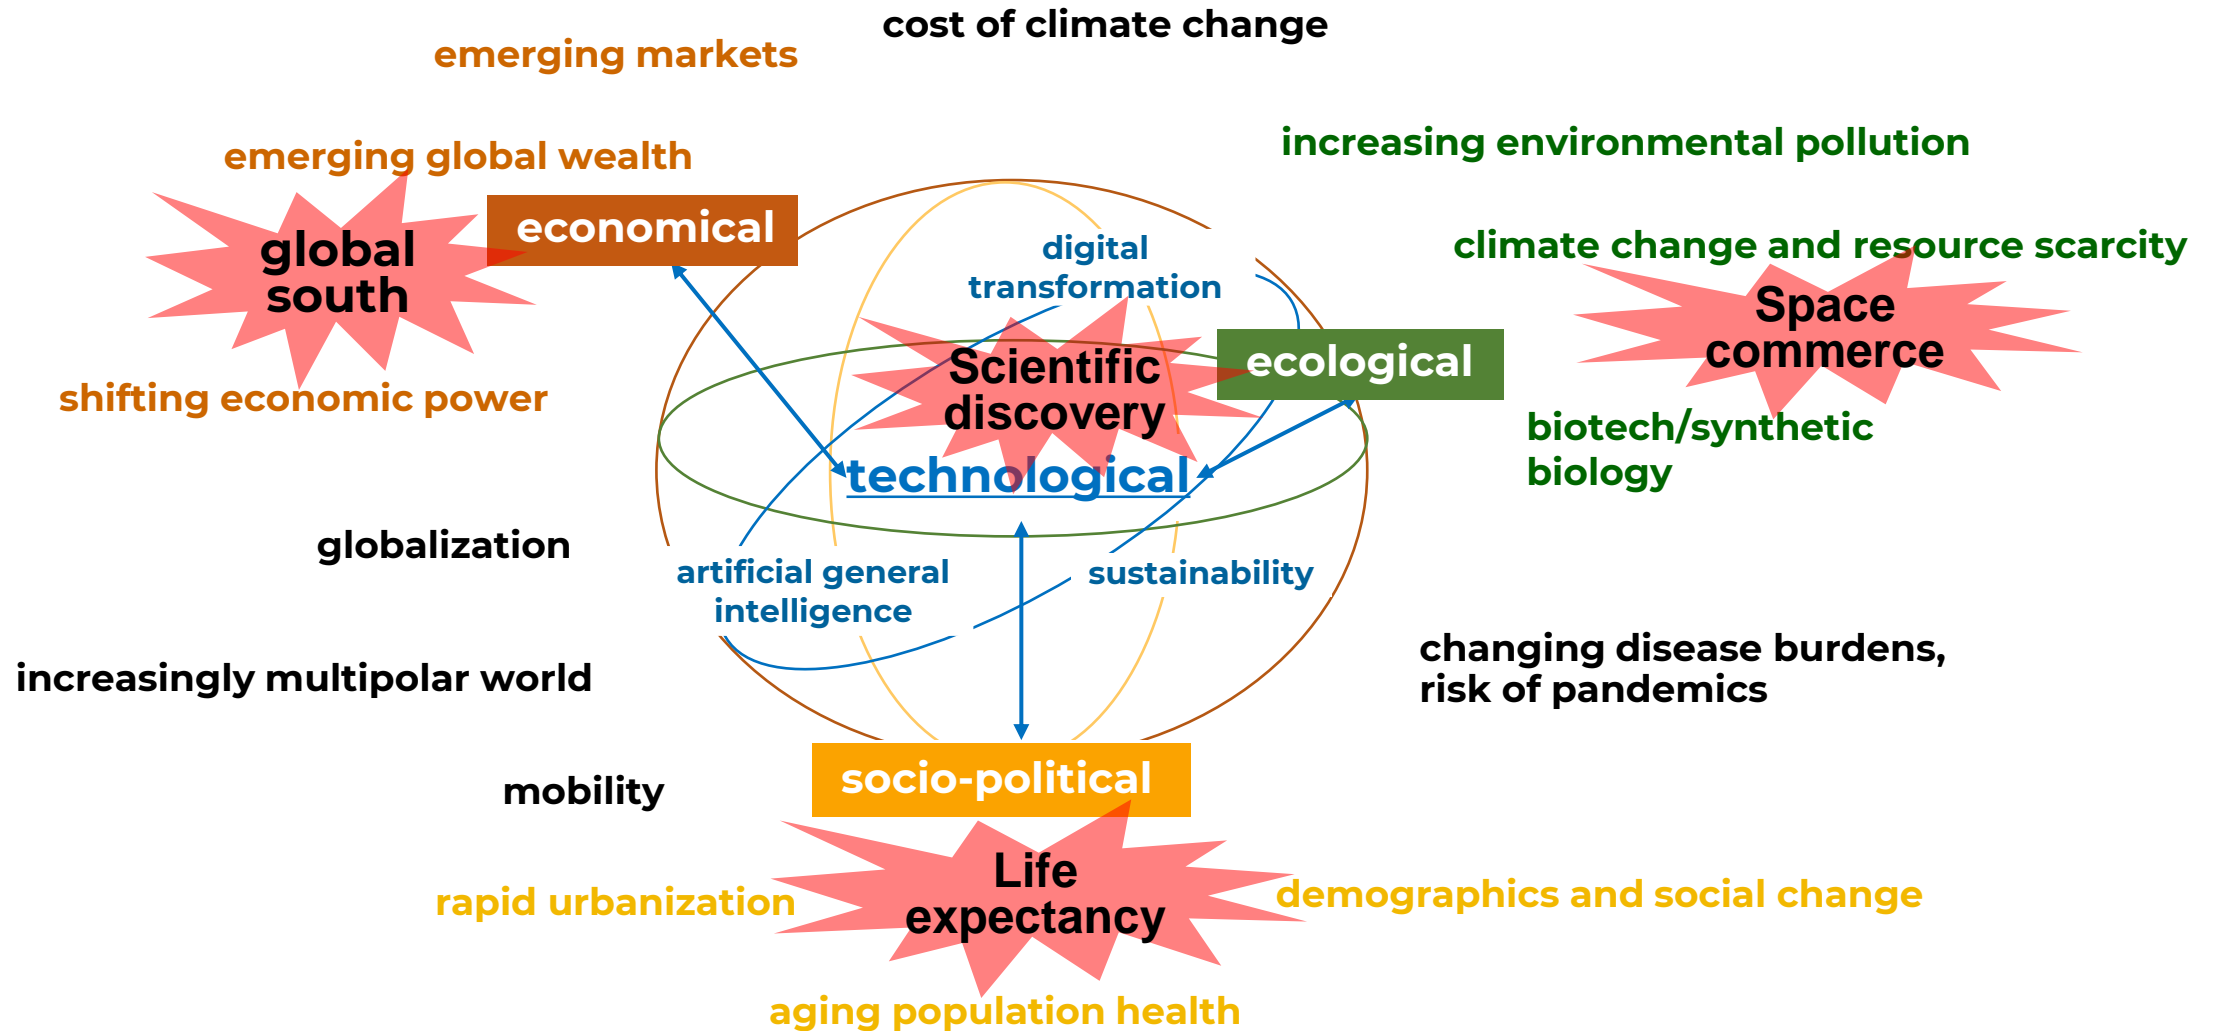 cost of climate change
emerging markets
increasing environmental pollution
emerging global wealth
economical
digital
transformation
climate change and resource scarcity
global
south
Space
commerce
Scientific
discovery
ecological
shifting economic power
biotech/synthetic
biology
technological
globalization
artificial general
intelligence
sustainability
increasingly multipolar world
changing disease burdens,
risk of pandemics
mobility
socio-political
Life
expectancy
rapid urbanization
demographics and social change
aging population health